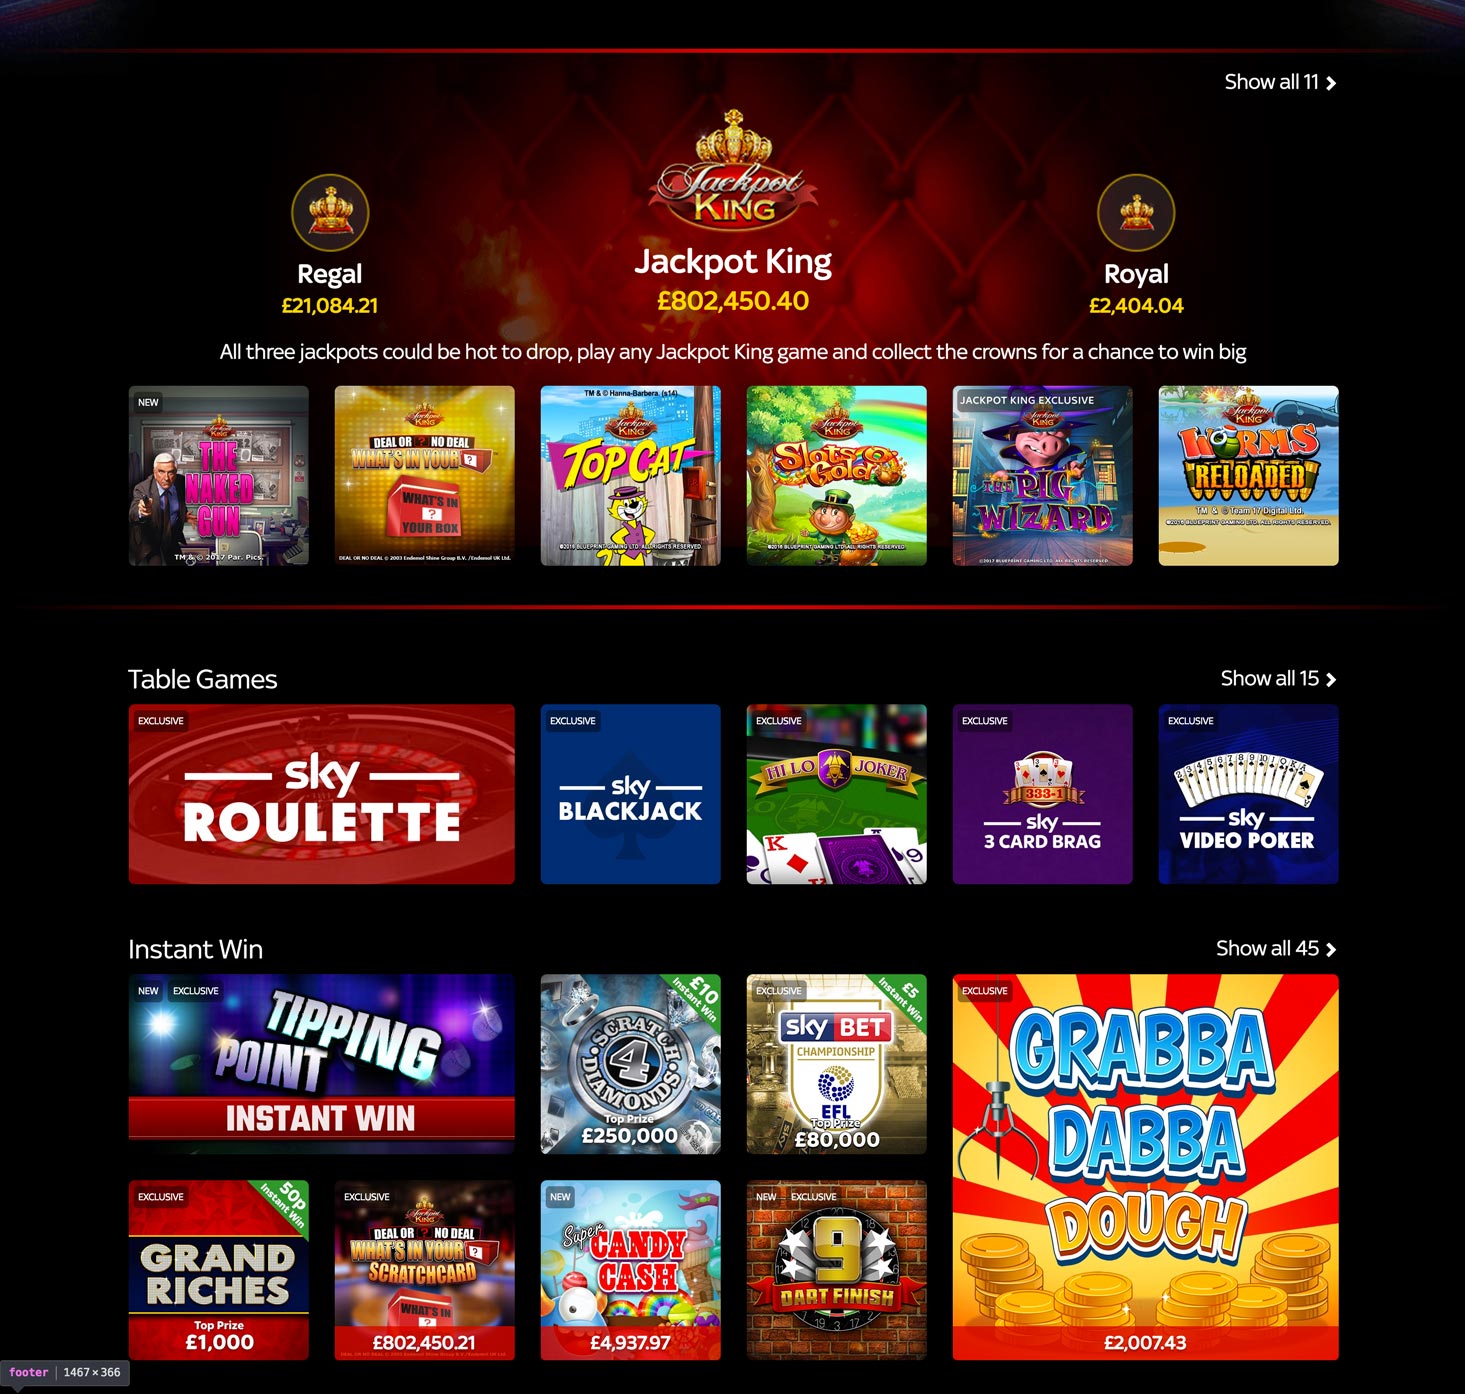 Show all 11
Jackpot
KING
Regal
£21,084.21
Jackpot King
£802,450.40
Royal
£2,404.04
All three jackpots could be hot to drop, play any Jackpot King game and collect the crowns for a chance to win big
NEW
THE
NAKED
GUN
TM & © 2017 Par. Pics.
Jackpot
KING
DEAL OR ? NO DEAL
WHAT'S IN YOUR ?
WHAT'S IN
?
YOUR BOX
DEAL OR NO DEAL © 2003 Endemol Shine Group B.V. /Endemol UK Ltd.
TM & © Hanna-Barbera. (s14)
Jackpot
KING
TOP CAT
©2016 BLUEPRINT GAMING LTD. ALL RIGHTS RESERVED.
Jackpot
KING
Slots O' Gold
©2016 BLUEPRINT GAMING LTD. ALL RIGHTS RESERVED.
JACKPOT KING EXCLUSIVE
KING
THE PIG
WIZARD
©2017 BLUEPRINT GAMING LTD. ALL RIGHTS RESERVED.
Jackpot
KING
WORMS
RELOADED
TM & © Team 17 Digital Ltd.
©2016 BLUEPRINT GAMING LTD. ALL RIGHTS RESERVED.
Table Games
Show all 15
EXCLUSIVE
sky
ROULETTE
EXCLUSIVE
sky
BLACKJACK
EXCLUSIVE
HI LO JOKER
K
9
EXCLUSIVE
333-1
sky
3 CARD BRAG
EXCLUSIVE
2 3 4 5 6 7 8 9 10 J Q K A
sky
VIDEO POKER
Instant Win
Show all 45
NEW EXCLUSIVE
TIPPING
POINT
INSTANT WIN
£10
Instant Win
SCRATCH
4
DIAMONDS
Top Prize
£250,000
EXCLUSIVE
£5
Instant Win
sky BET
CHAMPIONSHIP
EFL
Top Prize
£80,000
EXCLUSIVE
GRABBA
DABBA
DOUGH
£2,007.43
EXCLUSIVE
50p
Instant Win
GRAND
RICHES
Top Prize
£1,000
EXCLUSIVE
Jackpot
KING
DEAL OR ? NO DEAL
WHAT'S IN YOUR ?
SCRATCHCARD
WHAT'S IN
£802,450.21
NEW
Super
CANDY
CASH
£4,937.97
NEW EXCLUSIVE
9
DART FINISH
footer 1467 × 366